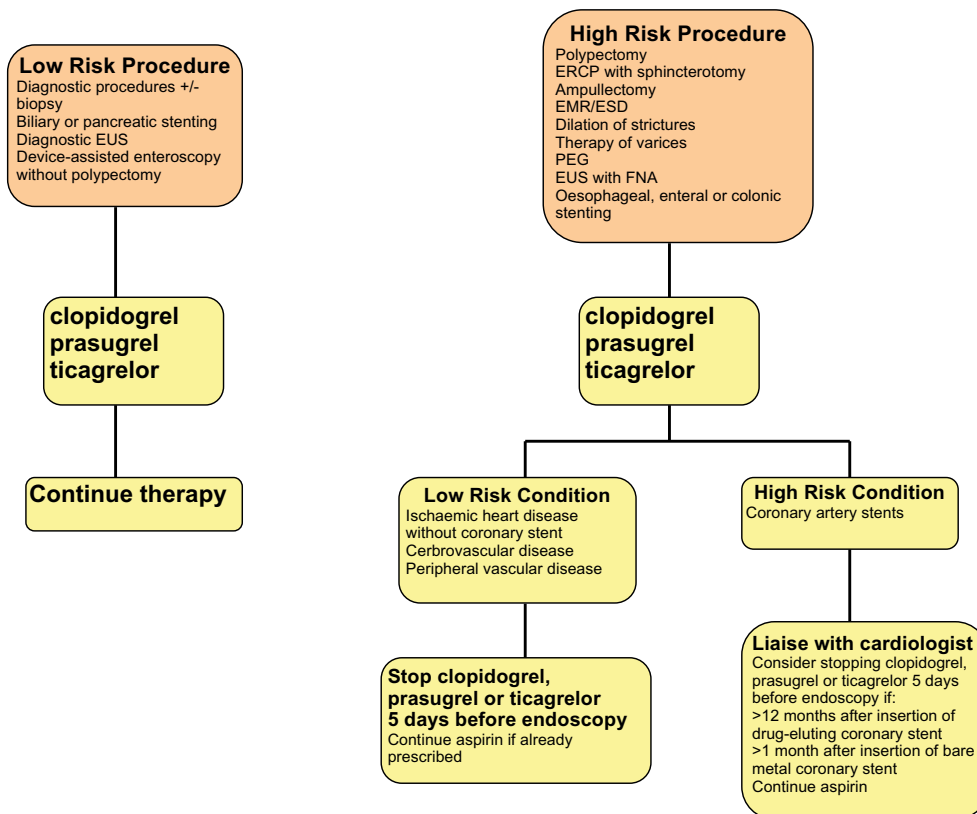 Low Risk Procedure
Diagnostic procedures +/-
biopsy
Biliary or pancreatic stenting
Diagnostic EUS
Device-assisted enteroscopy
without polypectomy
clopidogrel
prasugrel
ticagrelor
Continue therapy
High Risk Procedure
Polypectomy
ERCP with sphincterotomy
Ampullectomy
EMR/ESD
Dilation of strictures
Therapy of varices
PEG
EUS with FNA
Oesophageal, enteral or colonic
stenting
clopidogrel
prasugrel
ticagrelor
Low Risk Condition
Ischaemic heart disease
without coronary stent
Cerbrovascular disease
Peripheral vascular disease
Stop clopidogrel,
prasugrel or ticagrelor
5 days before endoscopy
Continue aspirin if already
prescribed
High Risk Condition
Coronary artery stents
Liaise with cardiologist
Consider stopping clopidogrel,
prasugrel or ticagrelor 5 days
before endoscopy if:
>12 months after insertion of
drug-eluting coronary stent
>1 month after insertion of bare
metal coronary stent
Continue aspirin